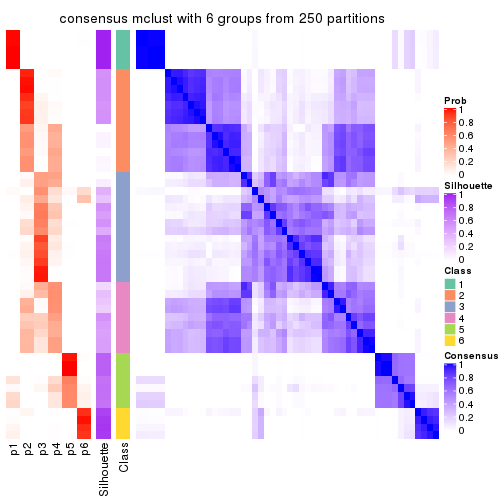 consensus mclust with 6 groups from 250 partitions
Prob
1
0.8
0.6
0.4
0.2
0
Silhouette
1
0.8
0.6
0.4
0.2
0
Class
1
2
3
4
5
6
Consensus
1
0.8
0.6
0.4
0.2
0
p1
p2
p3
p4
p5
p6
Silhouette
Class